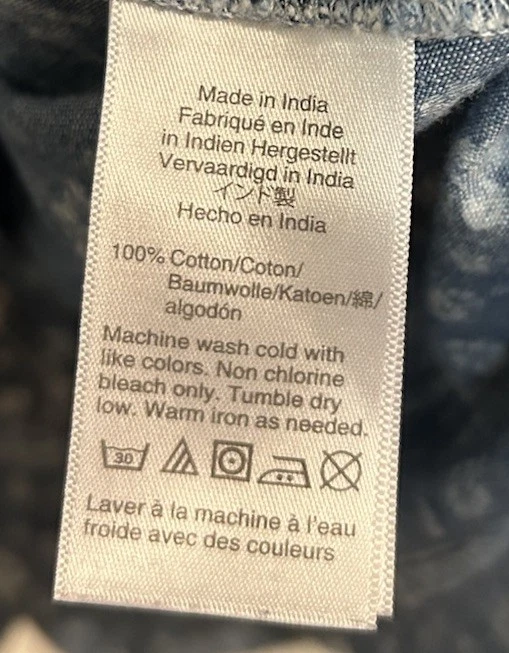 Made in India
Fabriqué en Inde
in Indien Hergestellt
Vervaardigd in India
インド製
Hecho en India
100% Cotton/Coton/
Baumwolle/Katoen/綿/
algodón
Machine wash cold with
like colors. Non chlorine
bleach only. Tumble dry
low. Warm iron as needed.
30
Laver à la machine à l'eau
froide avec des couleurs